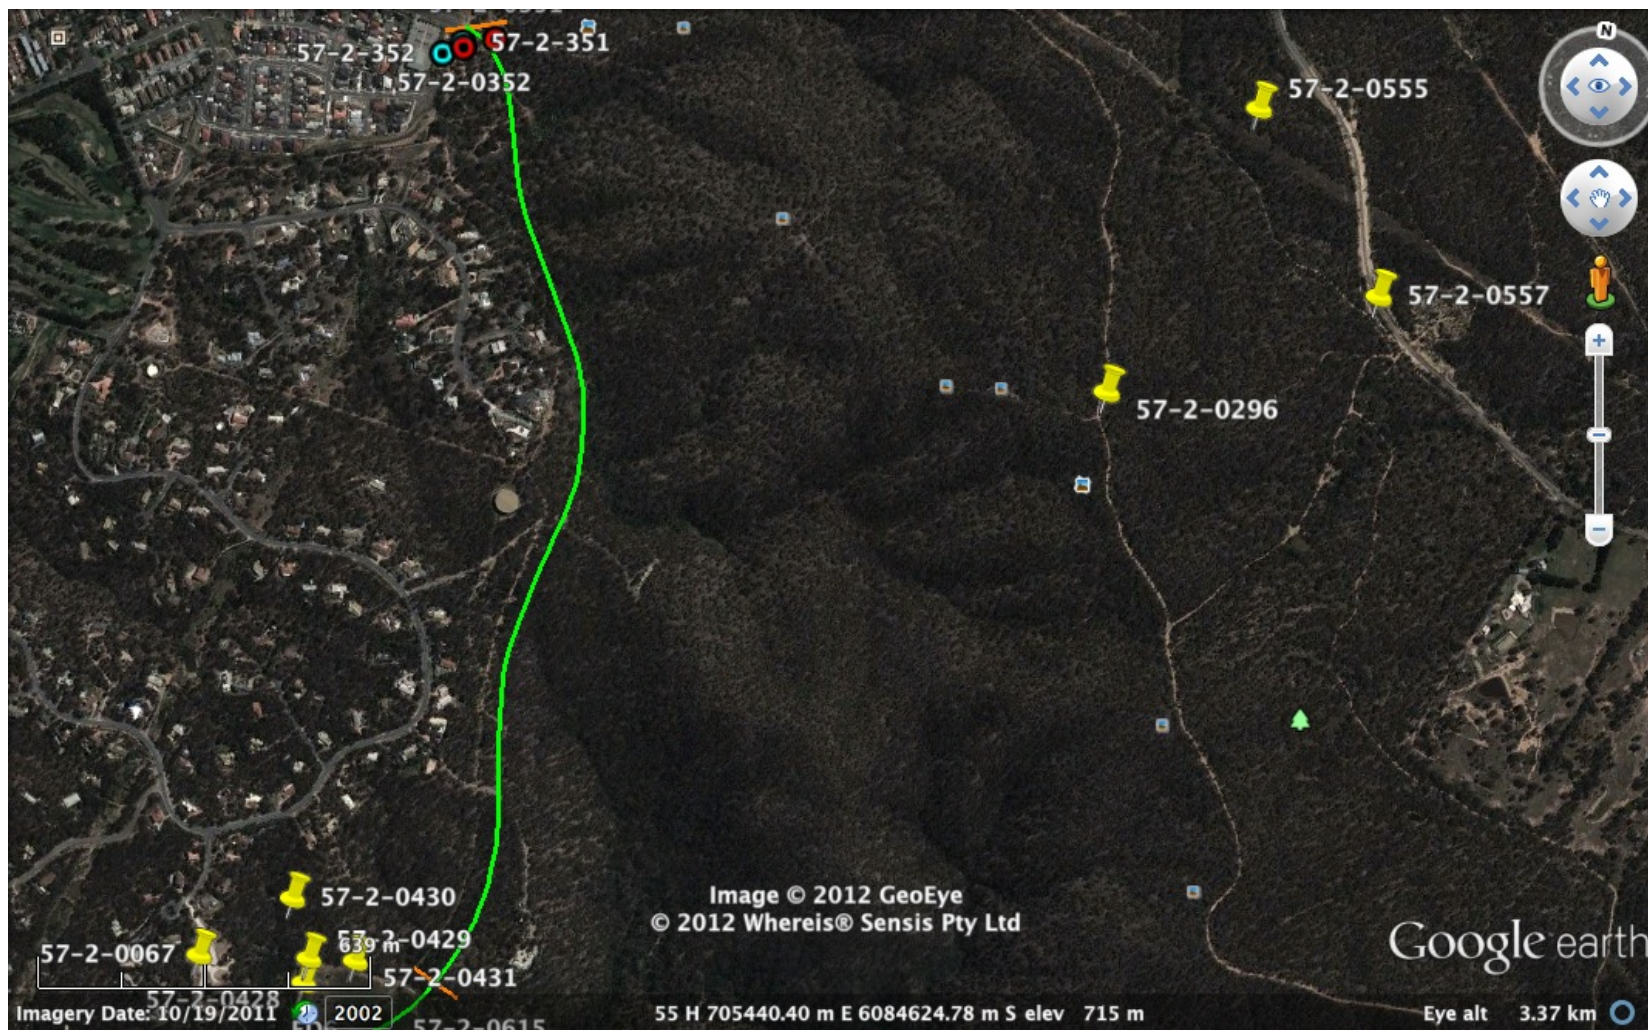 57-2-351
57-2-352
57-2-0352
57-2-0555
N
57-2-0557
57-2-0296
57-2-0430
57-2-0429
639 m
57-2-0067
57-2-0431
57-2-0428
57-2-0615
Image © 2012 GeoEye
© 2012 Whereis® Sensis Pty Ltd
Google earth
Imagery Date: 10/19/2011
2002
55 H 705440.40 m E 6084624.78 m S elev 715 m
Eye alt 3.37 km